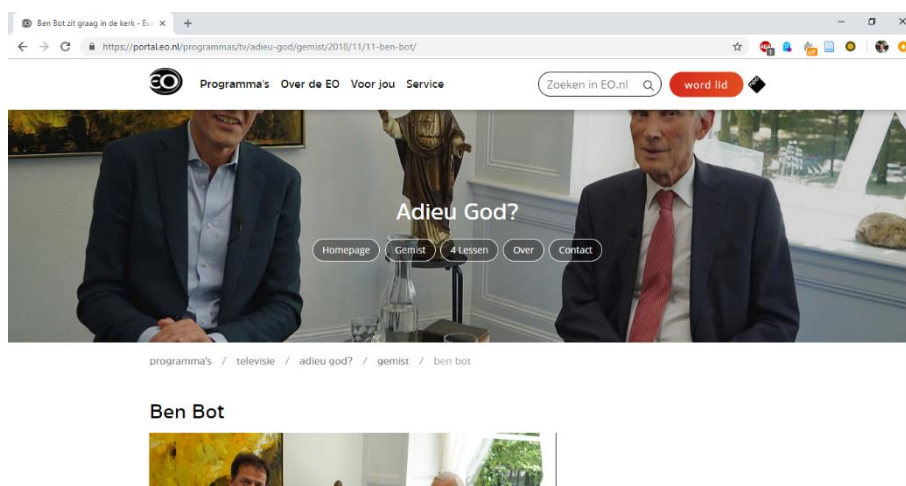 Ben Bot zit graag in de kerk - Eva
https://portal.eo.nl/programmas/tv/adieu-god/gemist/2018/11/11-ben-bot/
EO Programma's Over de EO Voor jou Service Zoeken in EO.nl word lid
Adieu God?
Homepage Gemist 4 Lessen Over Contact
programma's / televisie / adieu god? / gemist / ben bot
Ben Bot